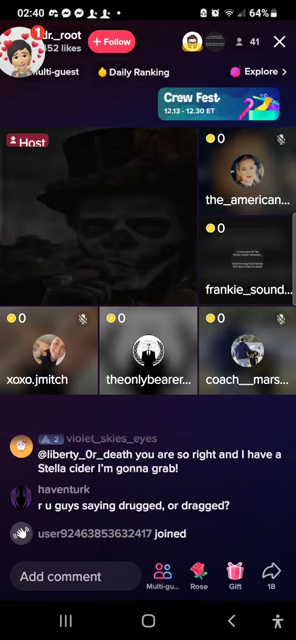 02:40
64%
1
dr._root
452 likes
+ Follow
41
Multi-guest
Daily Ranking
Explore >
Crew Fest
12.13 - 12.30 ET
Host
0
the_american...
0
frankie_sound...
0
xoxo.jmitch
0
theonlybearer...
0
coach__mars...
2 violet_skies_eyes
@liberty_0r_death you are so right and I have a
Stella cider I'm gonna grab!
haventurk
r u guys saying drugged, or dragged?
user92463853632417 joined
Add comment
Multi-gu...
Rose
Gift
18